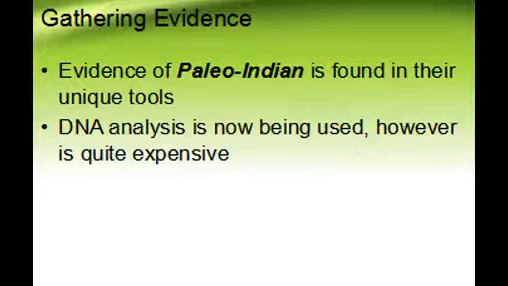 Gathering Evidence
• Evidence of Paleo-Indian is found in their
unique tools
• DNA analysis is now being used, however
is quite expensive